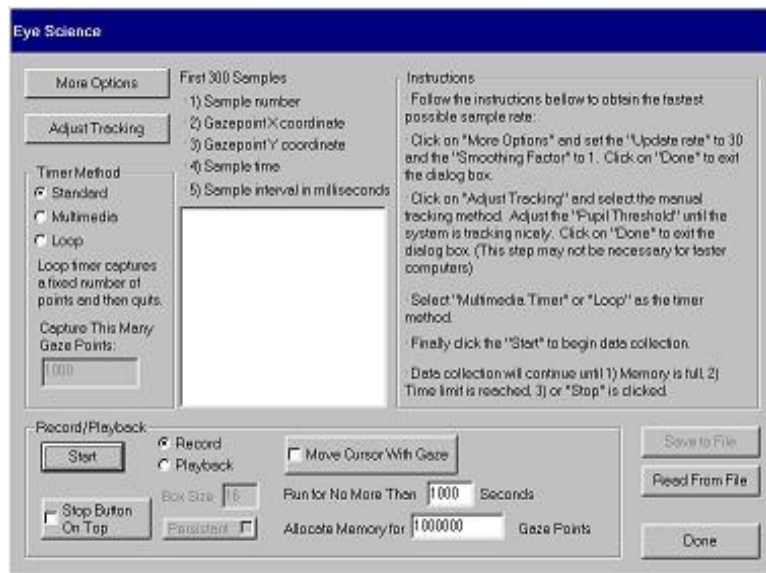 Eye Science
More Options
Adjust Tracking
Timer Method
Standard
Multimedia
Loop
Loop timer captures
a fixed number of
points and then quits.
Capture This Many
Gaze Points:
1000
First 300 Samples
1) Sample number
2) Gazepoint X coordinate
3) Gazepoint Y coordinate
4) Sample time
5) Sample interval in milliseconds
Instructions
Follow the instructions bellow to obtain the fastest
possible sample rate:
Click on "More Options" and set the "Update rate" to 30
and the "Smoothing Factor" to 1. Click on "Done" to exit
the dialog box.
Click on "Adjust Tracking" and select the manual
tracking method. Adjust the "Pupil Threshold" until the
system is tracking nicely. Click on "Done" to exit the
dialog box. (This step may not be necessary for faster
computers)
Select "Multimedia Timer" or "Loop" as the timer
method.
Finally click the "Start" to begin data collection.
Data collection will continue until 1) Memory is full, 2)
Time limit is reached, 3) or "Stop" is clicked.
Record/Playback
Start
Record
Playback
Move Cursor With Gaze
Stop Button
On Top
Box Size 16
Persistent
Run for No More Than 1000 Seconds
Allocate Memory for 1000000 Gaze Points
Save to File
Read From File
Done